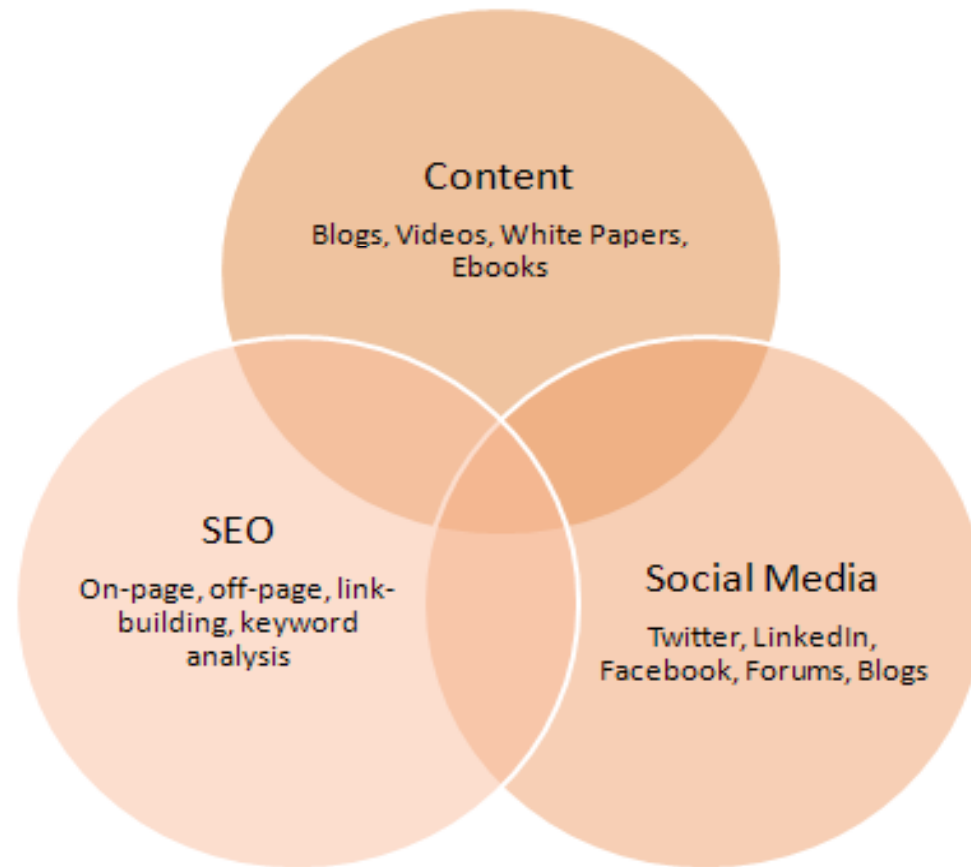 Content
Blogs, Videos, White Papers,
Ebooks
SEO
On-page, off-page, link-
building, keyword
analysis
Social Media
Twitter, LinkedIn,
Facebook, Forums, Blogs